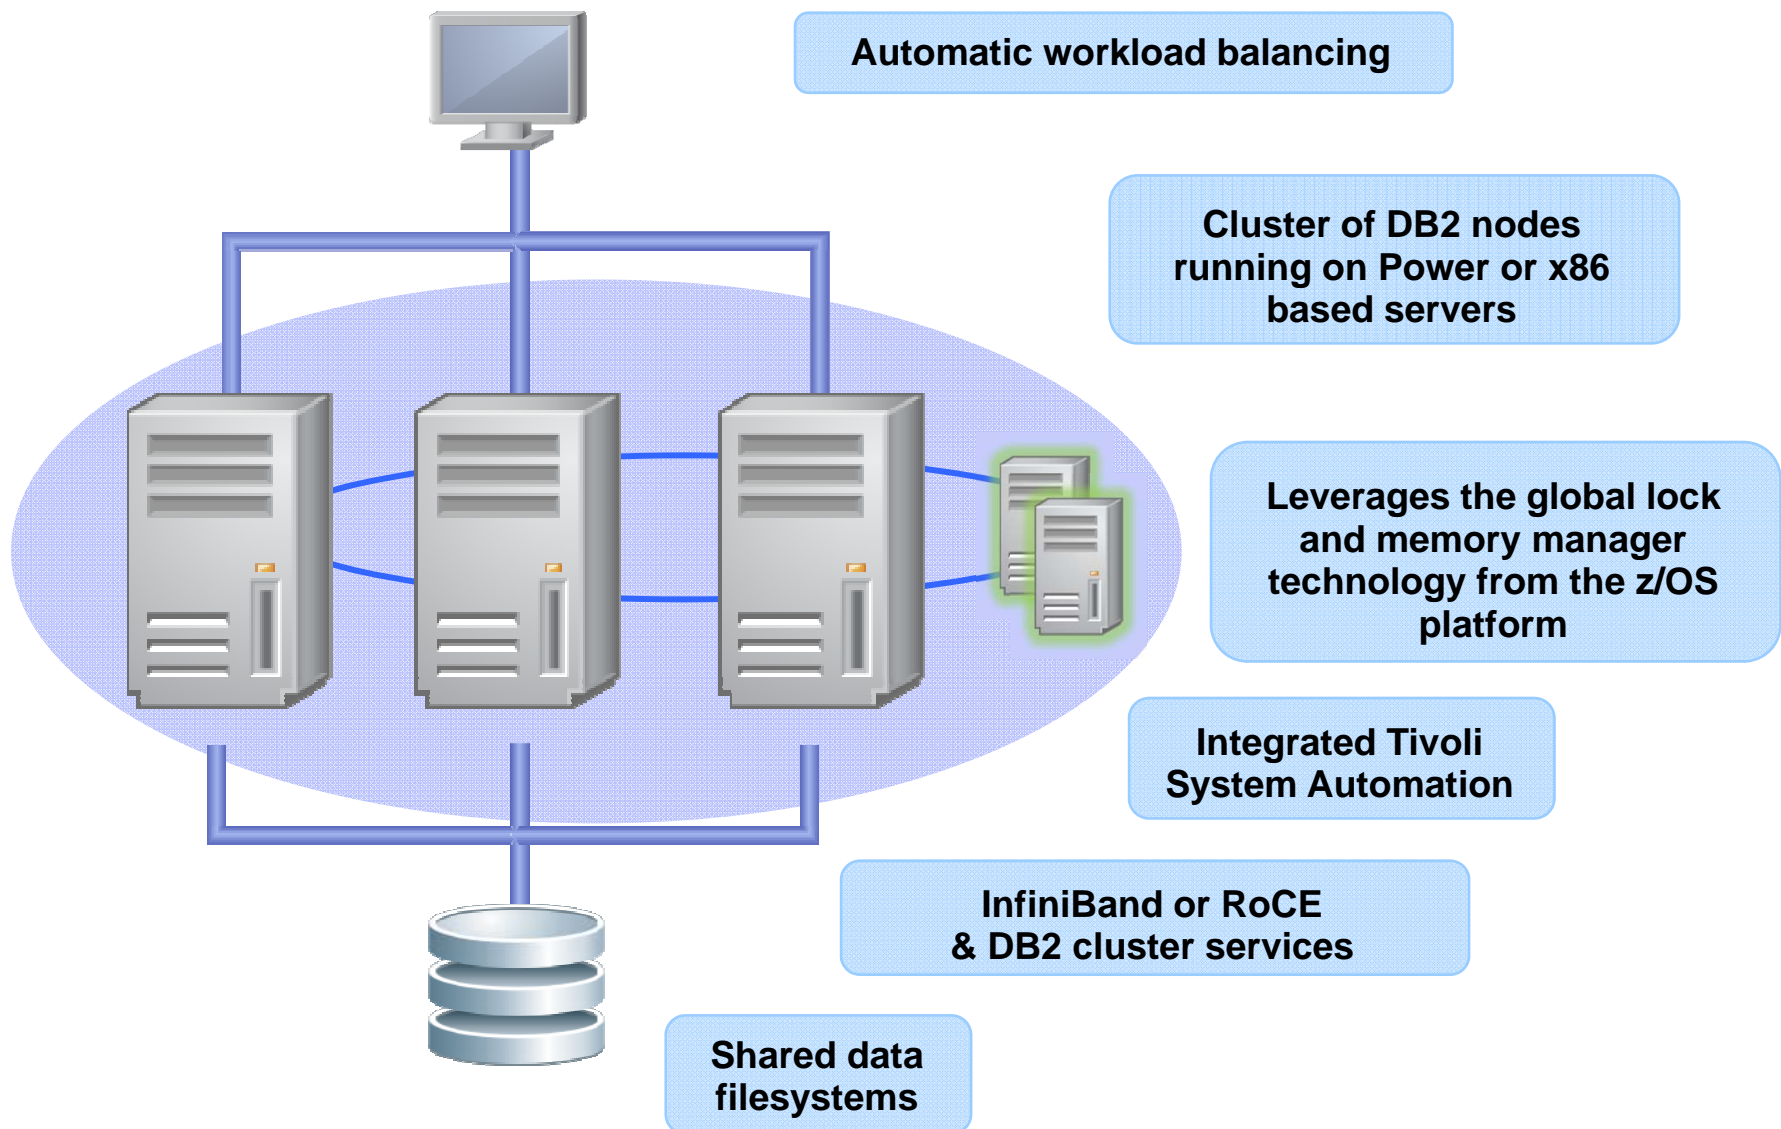 Automatic workload balancing
Cluster of DB2 nodes
running on Power or x86
based servers
Leverages the global lock
and memory manager
technology from the z/OS
platform
Integrated Tivoli
System Automation
InfiniBand or RoCE
& DB2 cluster services
Shared data
filesystems